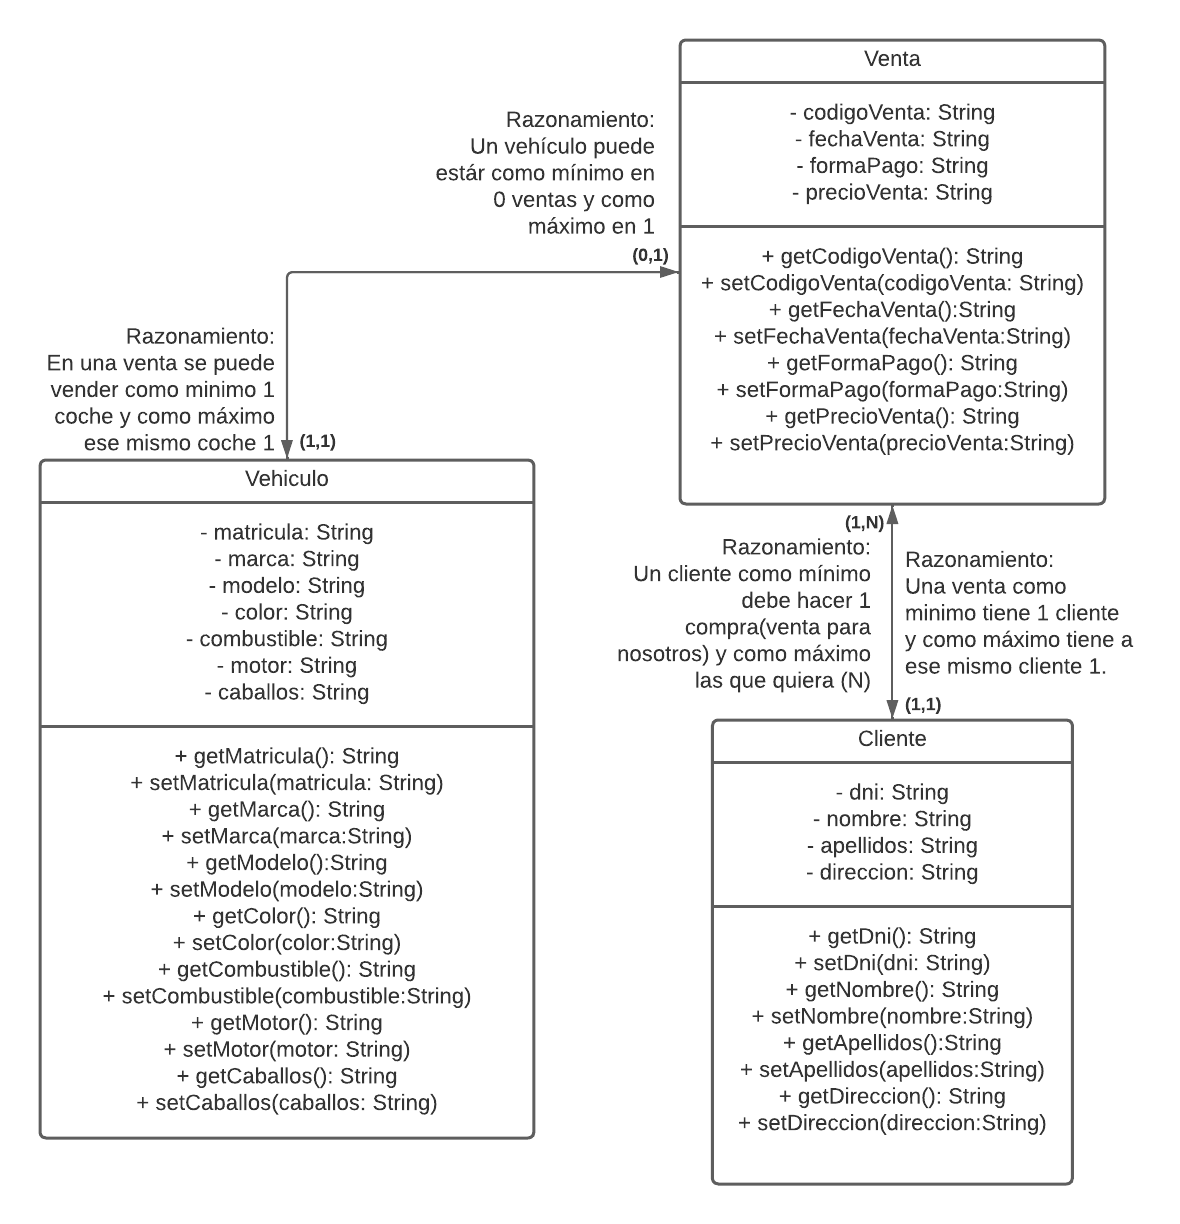 Venta
- codigoVenta: String
- fechaVenta: String
- formaPago: String
- precioVenta: String
+ getCodigoVenta(): String
+ setCodigoVenta(codigoVenta: String)
+ getFechaVenta():String
+ setFechaVenta(fechaVenta:String)
+ getFormaPago(): String
+ setFormaPago(formaPago:String)
+ getPrecioVenta(): String
+ setPrecioVenta(precioVenta:String)
Razonamiento:
Un vehículo puede
estár como mínimo en
0 ventas y como
máximo en 1
(0,1)
Razonamiento:
En una venta se puede
vender como minimo 1
coche y como máximo
ese mismo coche 1
(1,1)
Vehiculo
- matricula: String
- marca: String
- modelo: String
- color: String
- combustible: String
- motor: String
- caballos: String
+ getMatricula(): String
+ setMatricula(matricula: String)
+ getMarca(): String
+ setMarca(marca:String)
+ getModelo():String
+ setModelo(modelo:String)
+ getColor(): String
+ setColor(color:String)
+ getCombustible(): String
+ setCombustible(combustible:String)
+ getMotor(): String
+ setMotor(motor: String)
+ getCaballos(): String
+ setCaballos(caballos: String)
(1,N)
Razonamiento:
Un cliente como mínimo
debe hacer 1
compra(venta para
nosotros) y como máximo
las que quiera (N)
Razonamiento:
Una venta como
minimo tiene 1 cliente
y como máximo tiene a
ese mismo cliente 1.
(1,1)
Cliente
- dni: String
- nombre: String
- apellidos: String
- direccion: String
+ getDni(): String
+ setDni(dni: String)
+ getNombre(): String
+ setNombre(nombre:String)
+ getApellidos():String
+ setApellidos(apellidos:String)
+ getDireccion(): String
+ setDireccion(direccion:String)